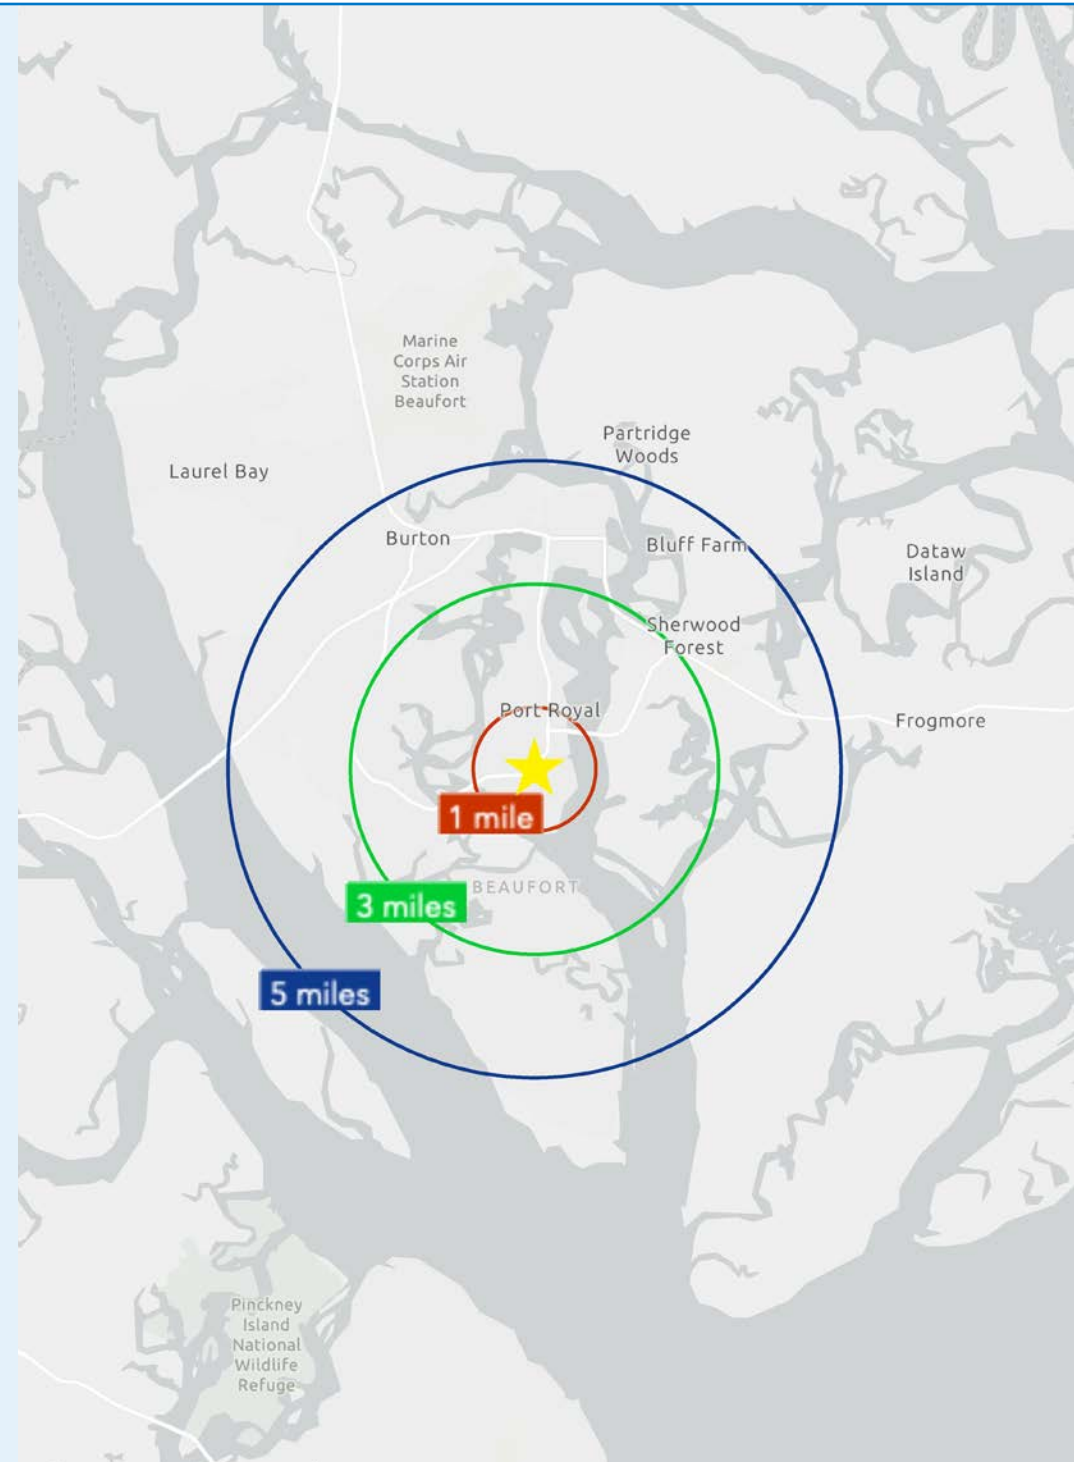 Marine
Corps Air
Station
Beaufort
Partridge
Woods
Laurel Bay
Burton
Bluff Farm
Dataw
Island
Sherwood
Forest
Port Royal
Frogmore
1 mile
BEAUFORT
3 miles
5 miles
Pinckney
Island
National
Wildlife
Refuge